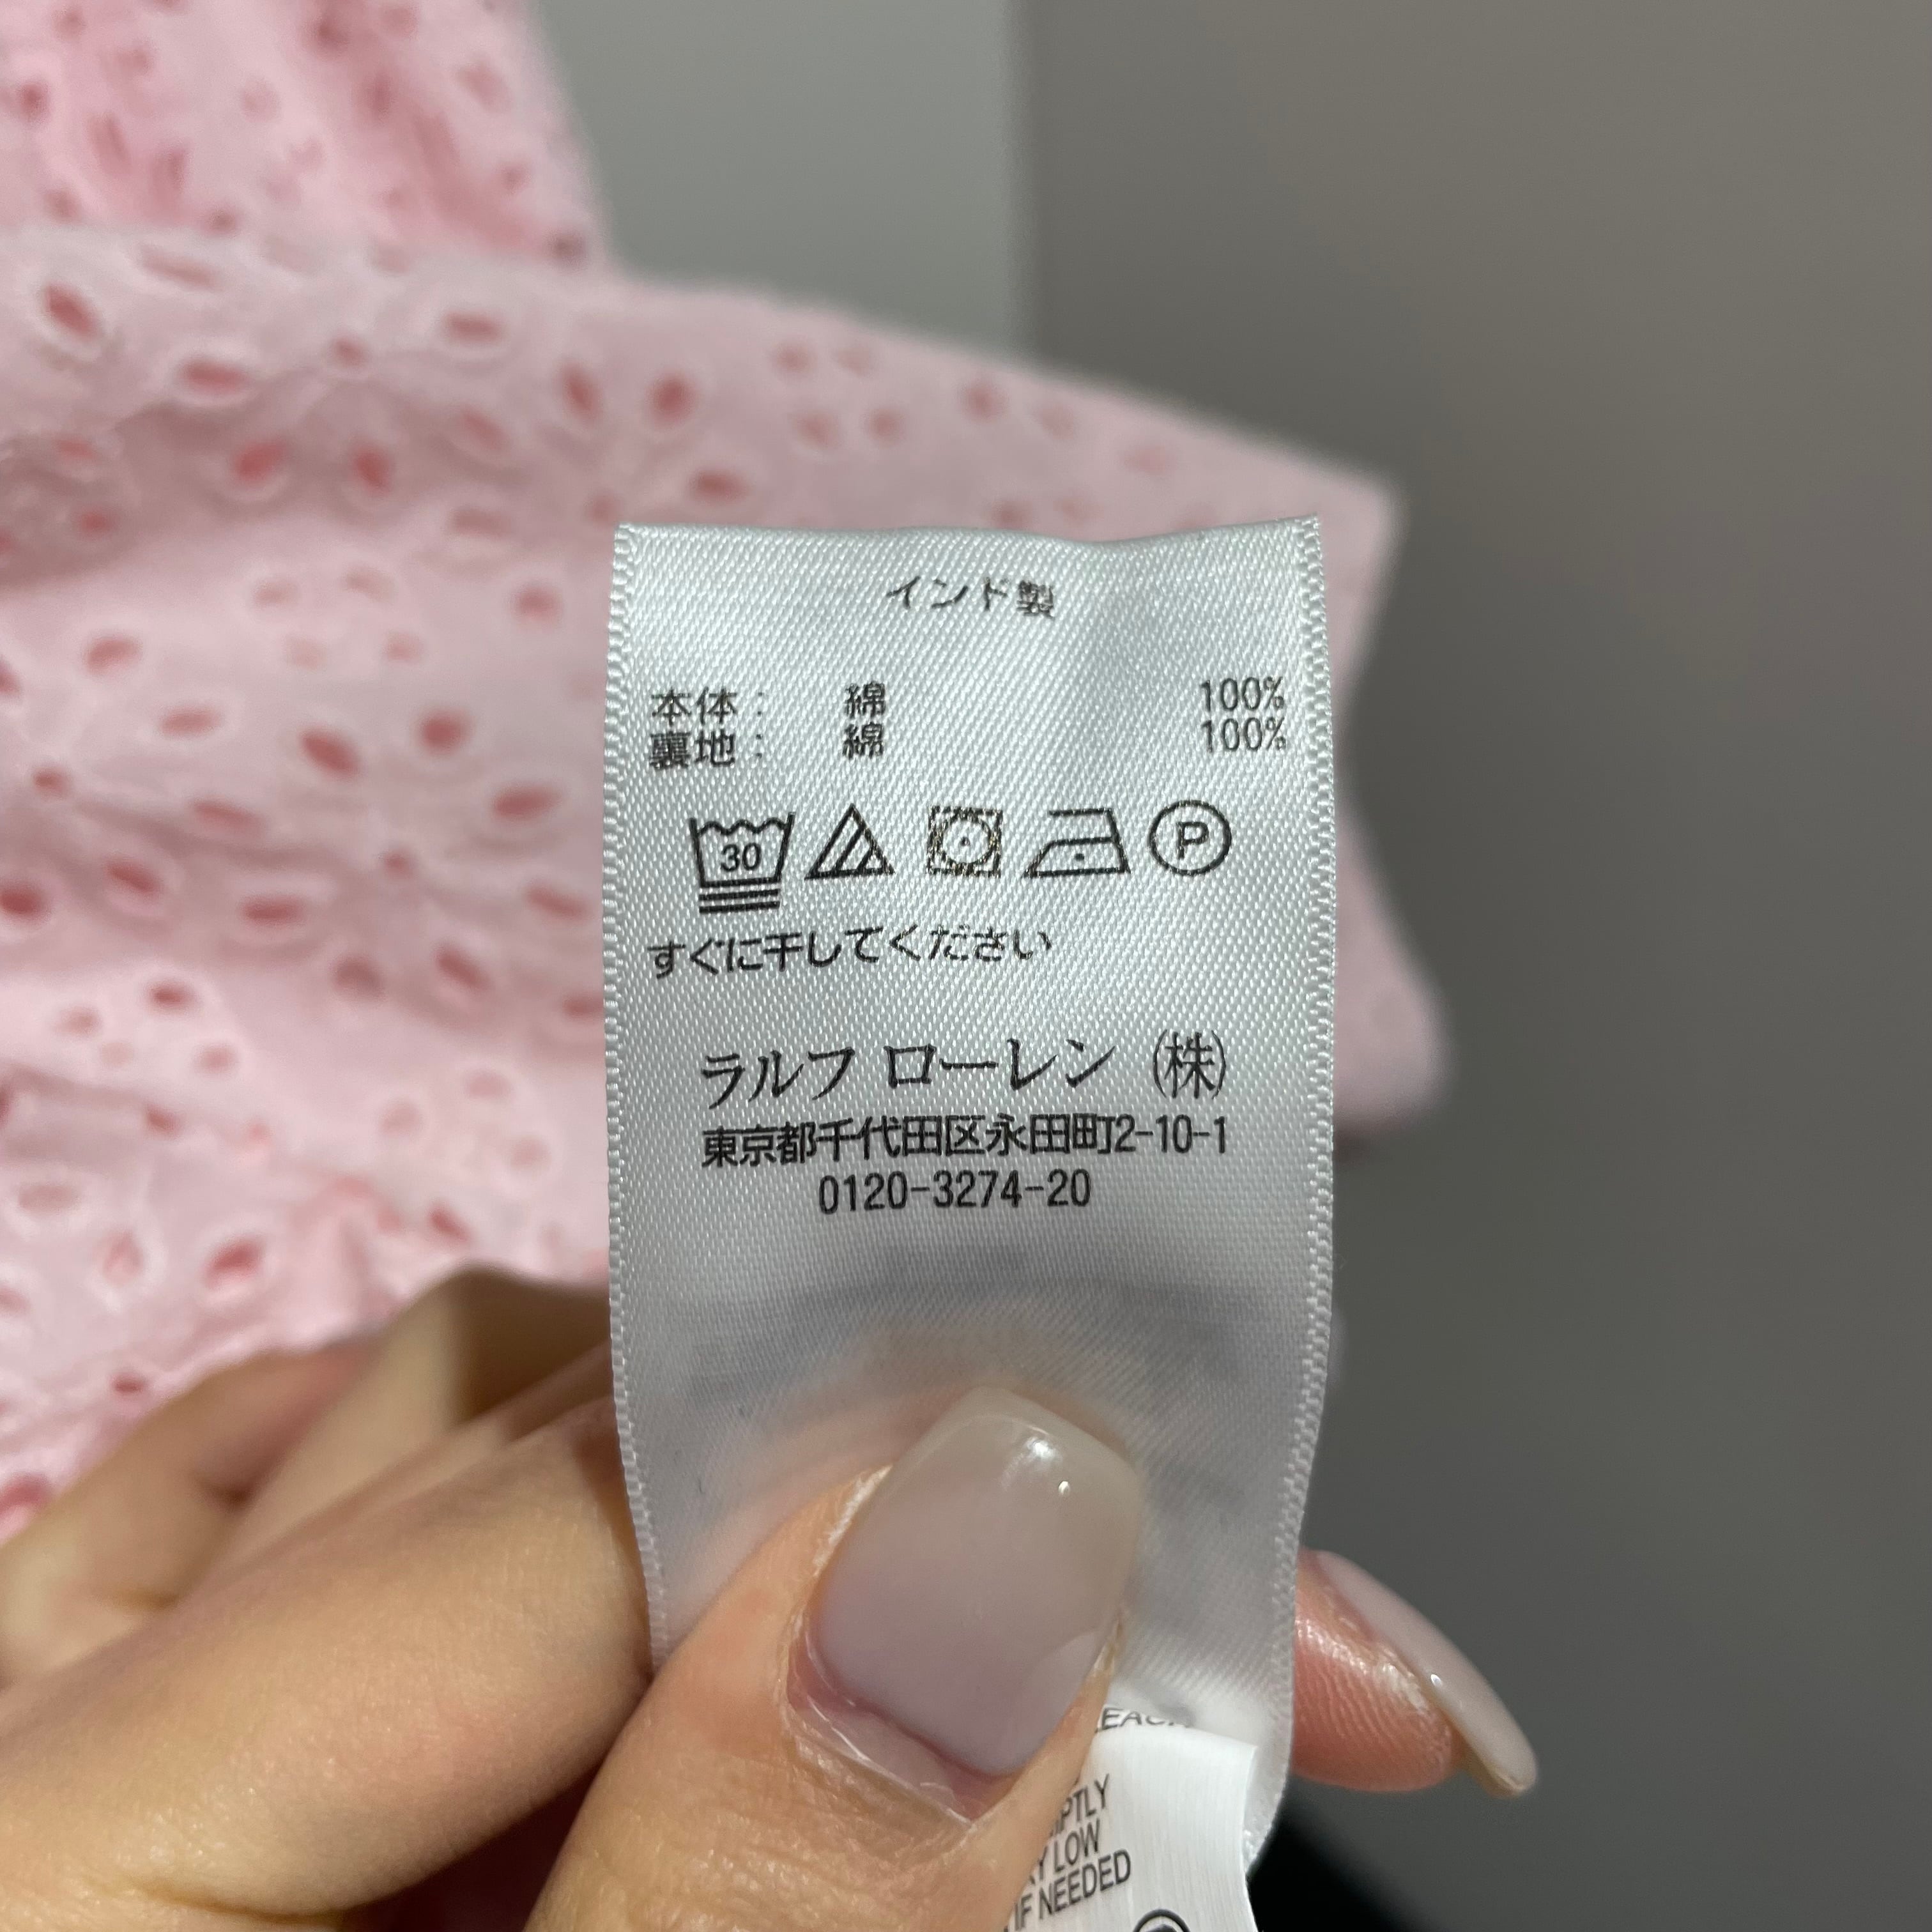 インド製
本体： 綿 100%
裏地： 綿 100%
30 P
すぐに干してください
ラルフ ローレン ㈱
東京都千代田区永田町2-10-1
0120-3274-20
LOW
IF NEEDED